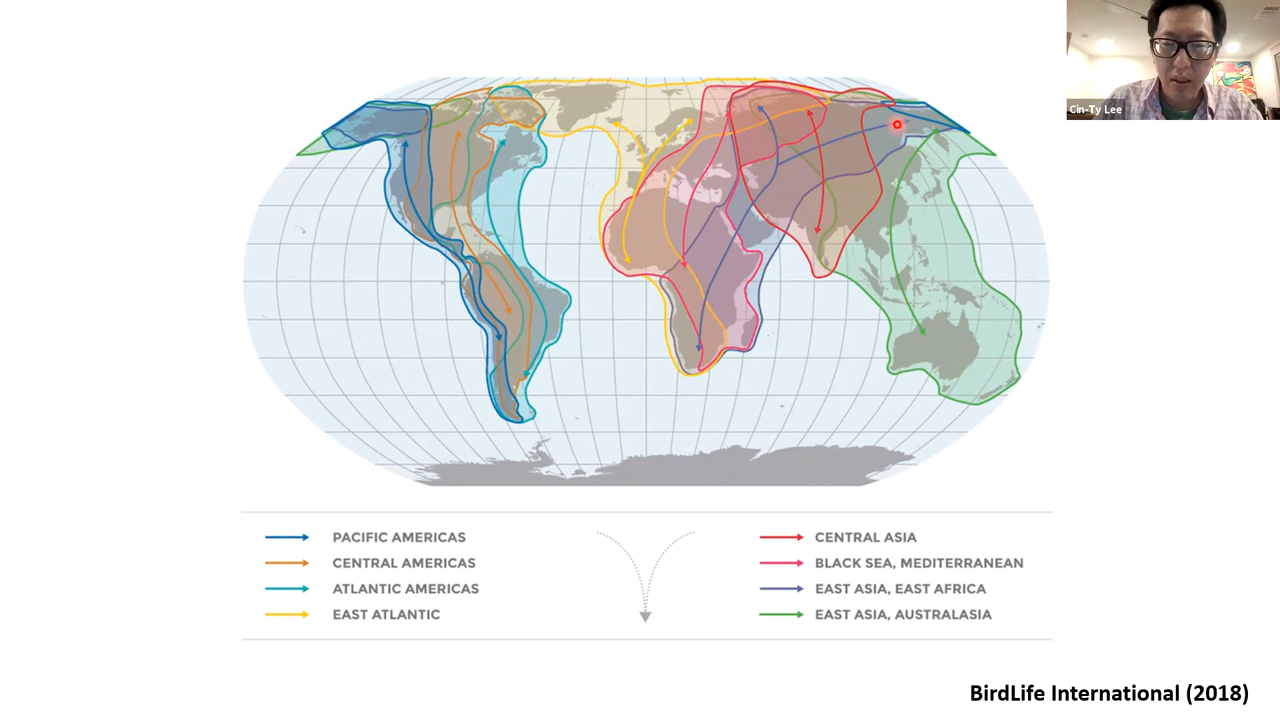 Cin-Ty Lee
PACIFIC AMERICAS
CENTRAL AMERICAS
ATLANTIC AMERICAS
EAST ATLANTIC
CENTRAL ASIA
BLACK SEA, MEDITERRANEAN
EAST ASIA, EAST AFRICA
EAST ASIA, AUSTRALASIA
BirdLife International (2018)